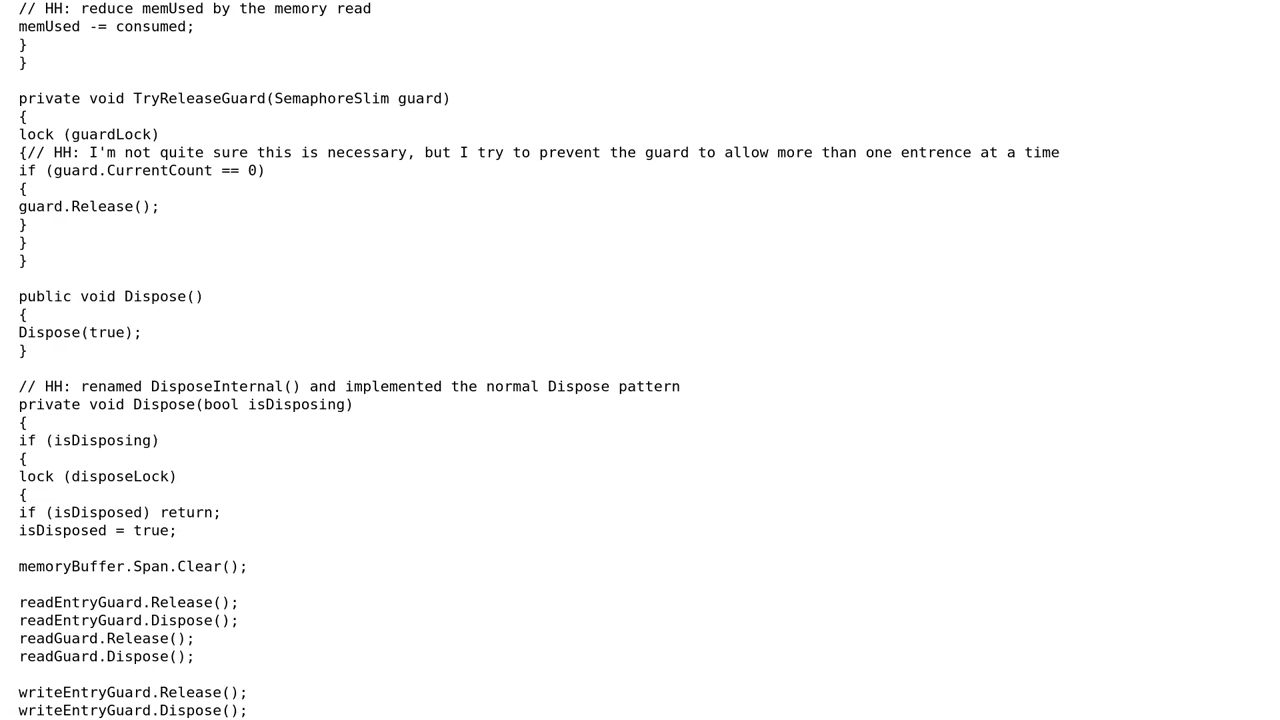 // HH: reduce memUsed by the memory read
memUsed -= consumed;
}
}
private void TryReleaseGuard(SemaphoreSlim guard)
{
lock (guardLock)
{// HH: I'm not quite sure this is necessary, but I try to prevent the guard to allow more than one entrence at a time
if (guard.CurrentCount == 0)
{
guard.Release();
}
}
}
public void Dispose()
{
Dispose(true);
}
// HH: renamed DisposeInternal() and implemented the normal Dispose pattern
private void Dispose(bool isDisposing)
{
if (isDisposing)
{
lock (disposeLock)
{
if (isDisposed) return;
isDisposed = true;
memoryBuffer.Span.Clear();
readEntryGuard.Release();
readEntryGuard.Dispose();
readGuard.Release();
readGuard.Dispose();
writeEntryGuard.Release();
writeEntryGuard.Dispose();